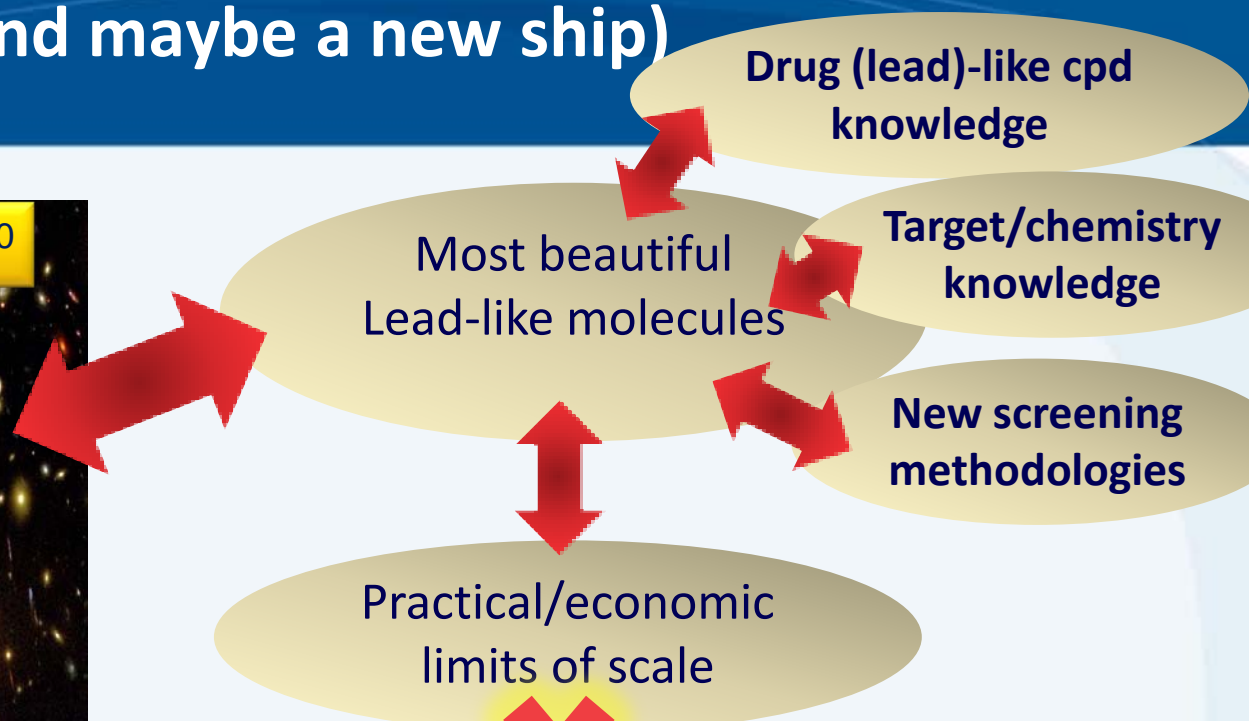 nd maybe a new ship)
Drug (lead)-like cpd
knowledge
0
Most beautiful
Lead-like molecules
Target/chemistry
knowledge
New screening
methodologies
Practical/economic
limits of scale